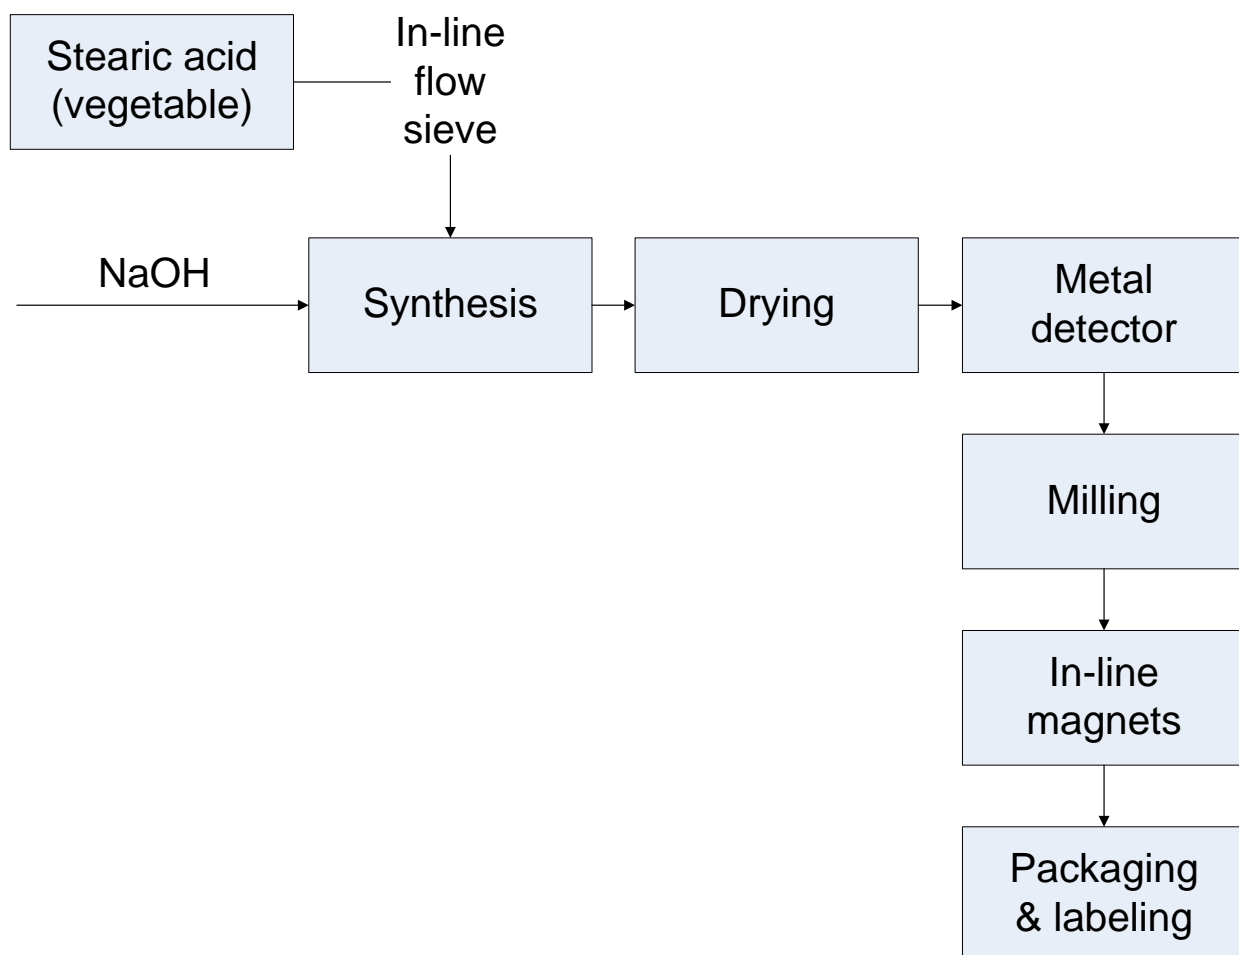 Stearic acid
(vegetable)
In-line
flow
sieve
NaOH
Synthesis
Drying
Metal
detector
Milling
In-line
magnets
Packaging
& labeling